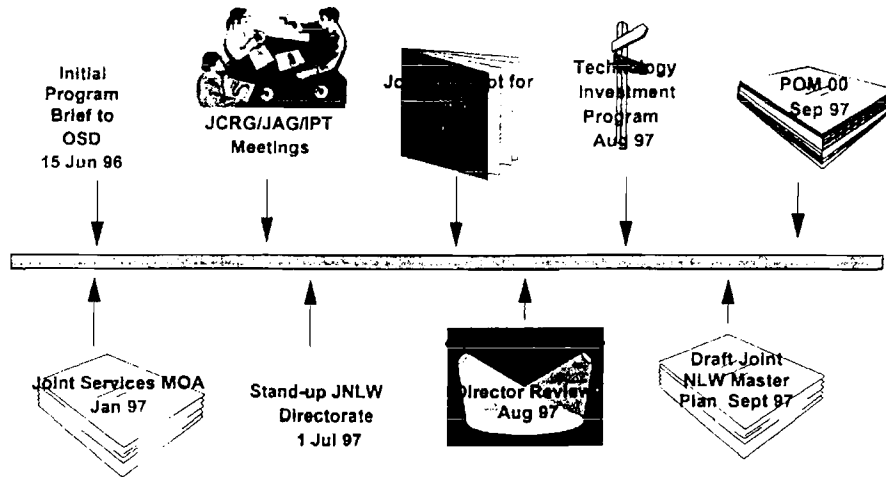 Initial
Program
Brief to
OSD
15 Jun 96
JCRG/JAG/IPT
Meetings
for
Technology
Investment
Program
Aug 97
POM 00
Sep 97
Joint Services MOA
Jan 97
Stand-up JNLW
Directorate
1 Jul 97
Director Review
Aug 97
Draft Joint
NLW Master
Plan Sept 97